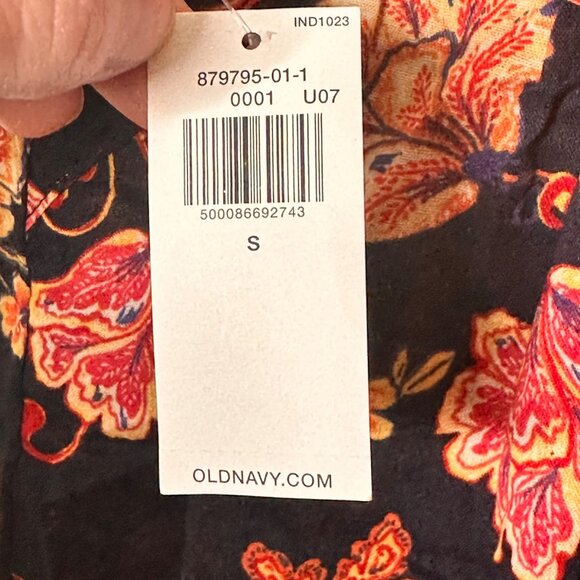 IND1023
879795-01-1
0001 U07
500086692743
S
OLDNAVY.COM